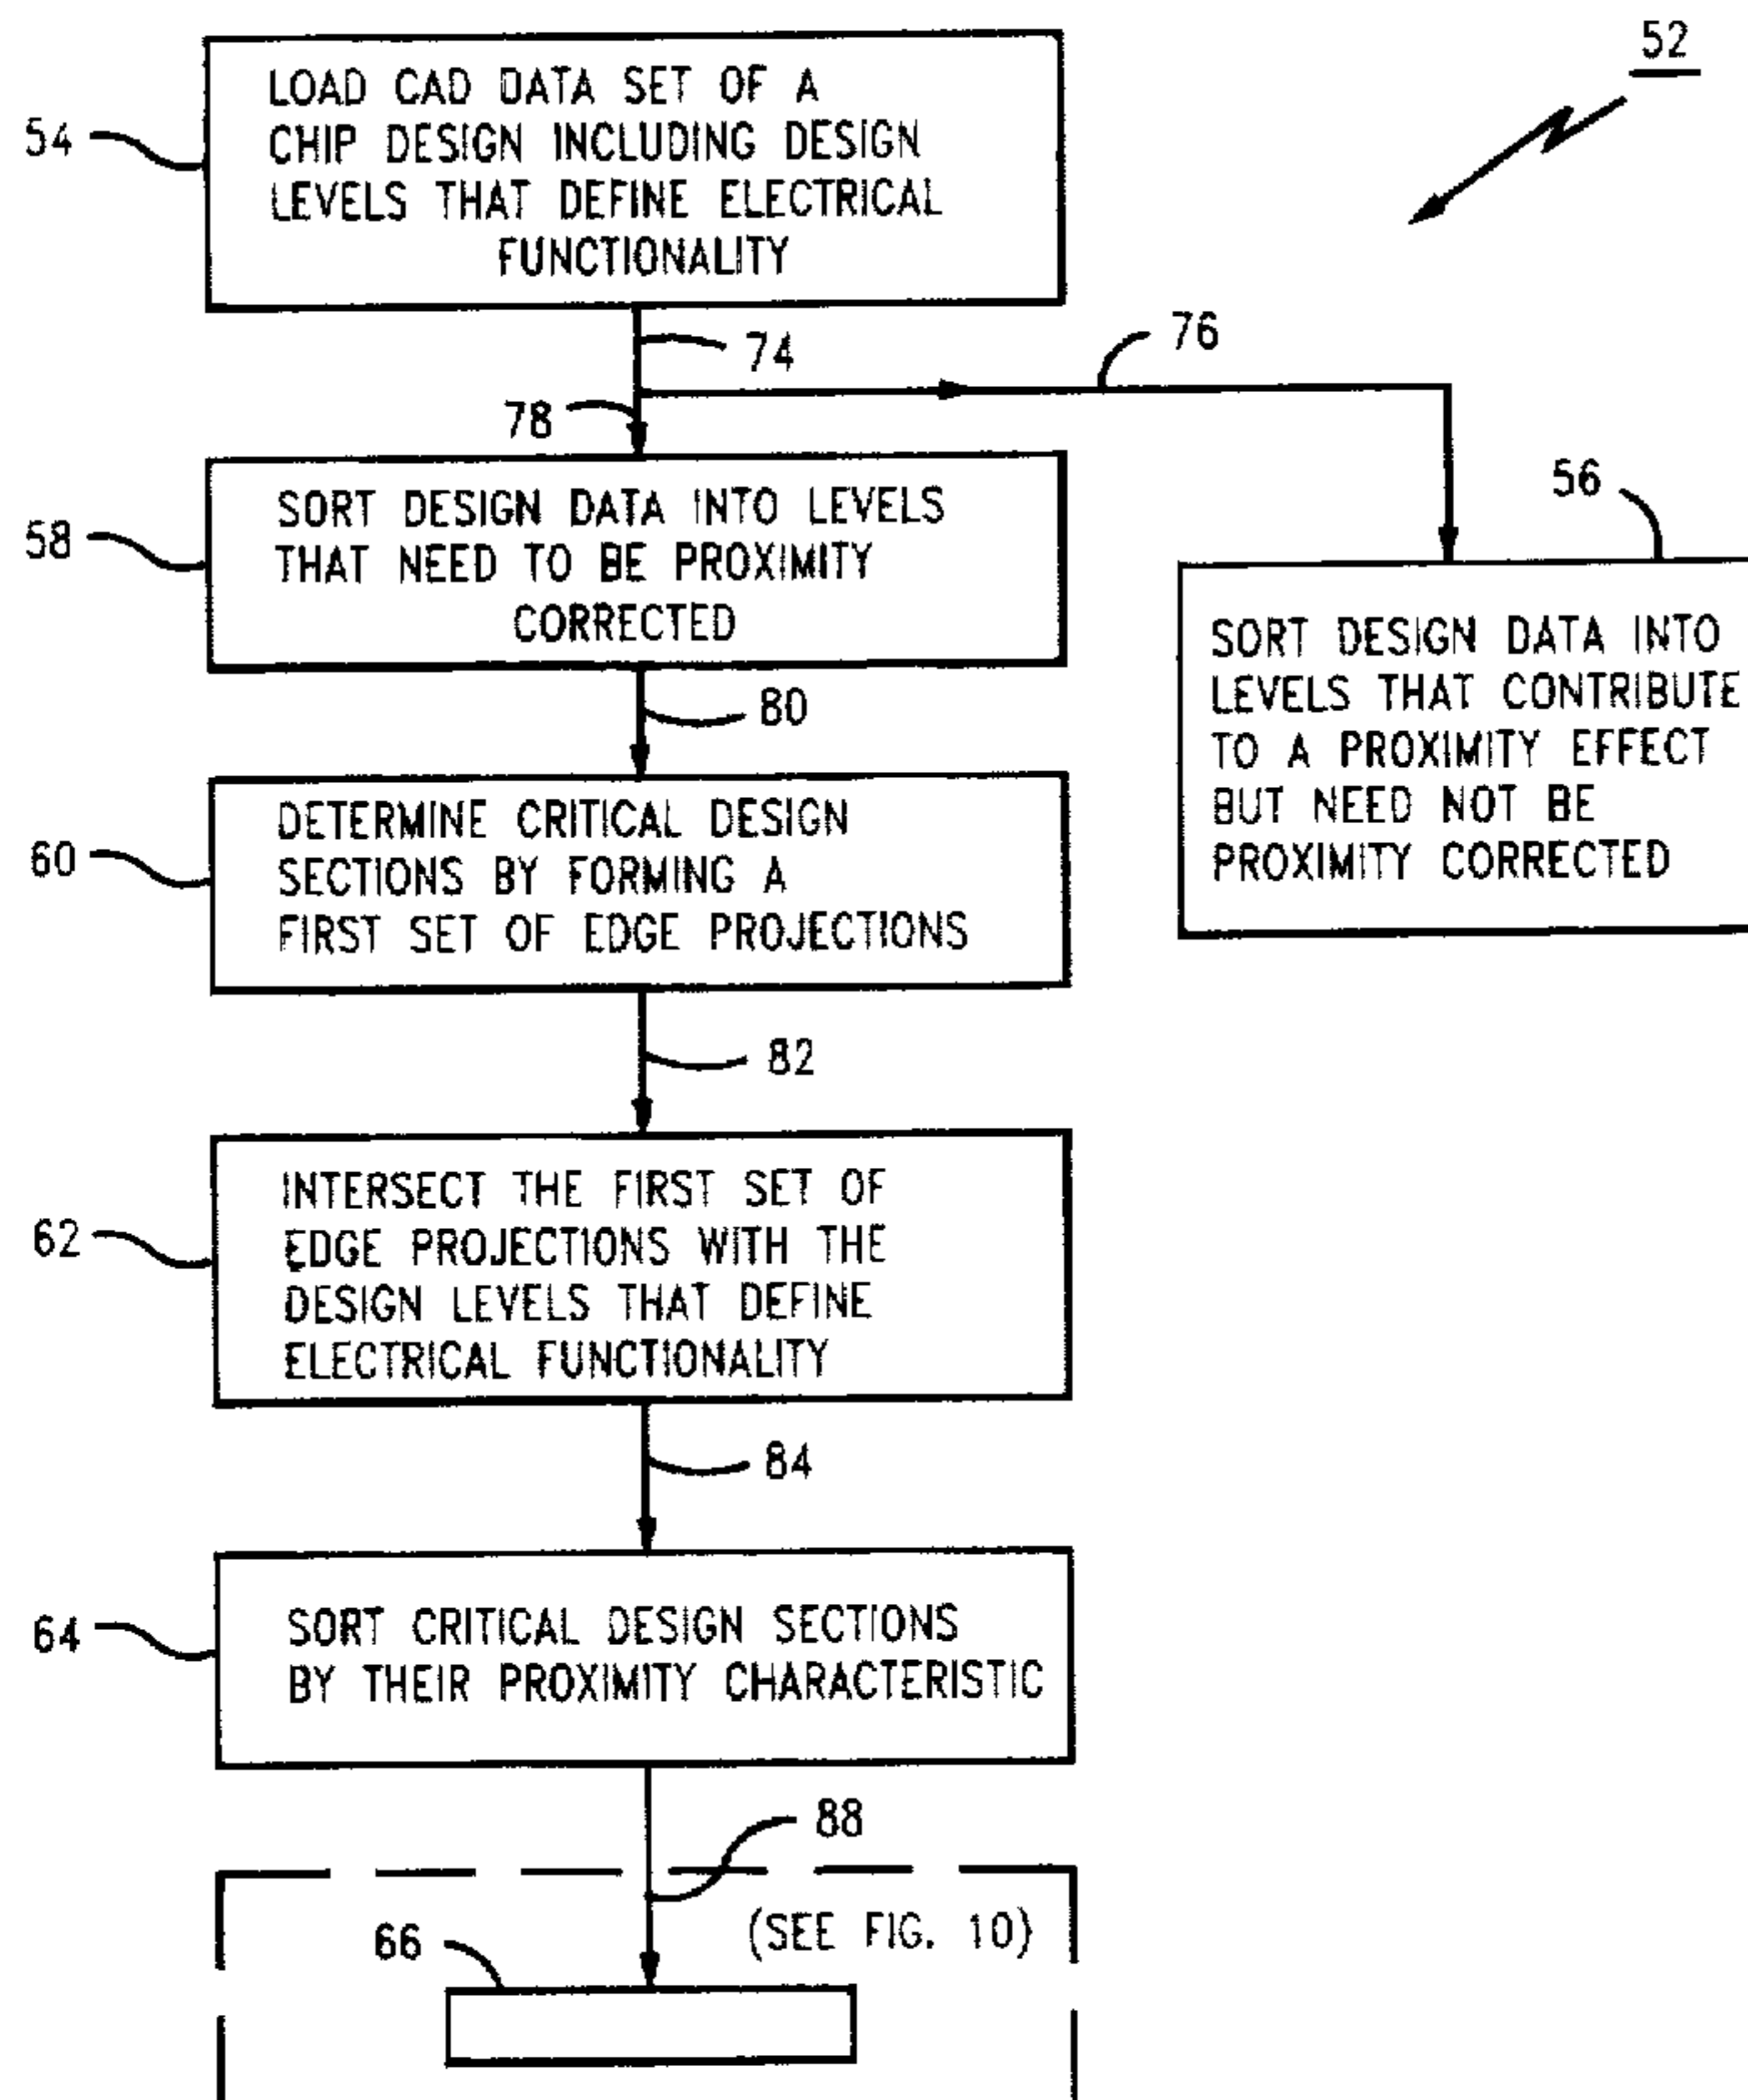 52
54
LOAD CAD DATA SET OF A
CHIP DESIGN INCLUDING DESIGN
LEVELS THAT DEFINE ELECTRICAL
FUNCTIONALITY
74
76
78
58
SORT DESIGN DATA INTO LEVELS
THAT NEED TO BE PROXIMITY
CORRECTED
56
SORT DESIGN DATA INTO
LEVELS THAT CONTRIBUTE
TO A PROXIMITY EFFECT
BUT NEED NOT BE
PROXIMITY CORRECTED
80
60
DETERMINE CRITICAL DESIGN
SECTIONS BY FORMING A
FIRST SET OF EDGE PROJECTIONS
82
62
INTERSECT THE FIRST SET OF
EDGE PROJECTIONS WITH THE
DESIGN LEVELS THAT DEFINE
ELECTRICAL FUNCTIONALITY
84
64
SORT CRITICAL DESIGN SECTIONS
BY THEIR PROXIMITY CHARACTERISTIC
88
(SEE FIG. 10)
66